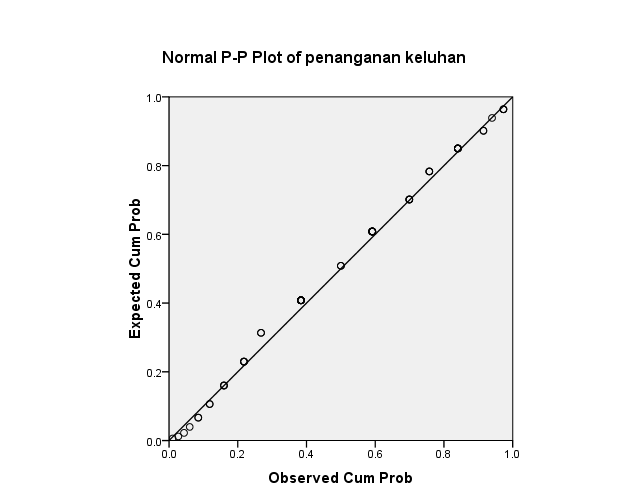 Normal P-P Plot of penanganan keluhan
Expected Cum Prob
1.0
0.8
0.6
0.4
0.2
0.0
0.0 0.2 0.4 0.6 0.8 1.0
Observed Cum Prob